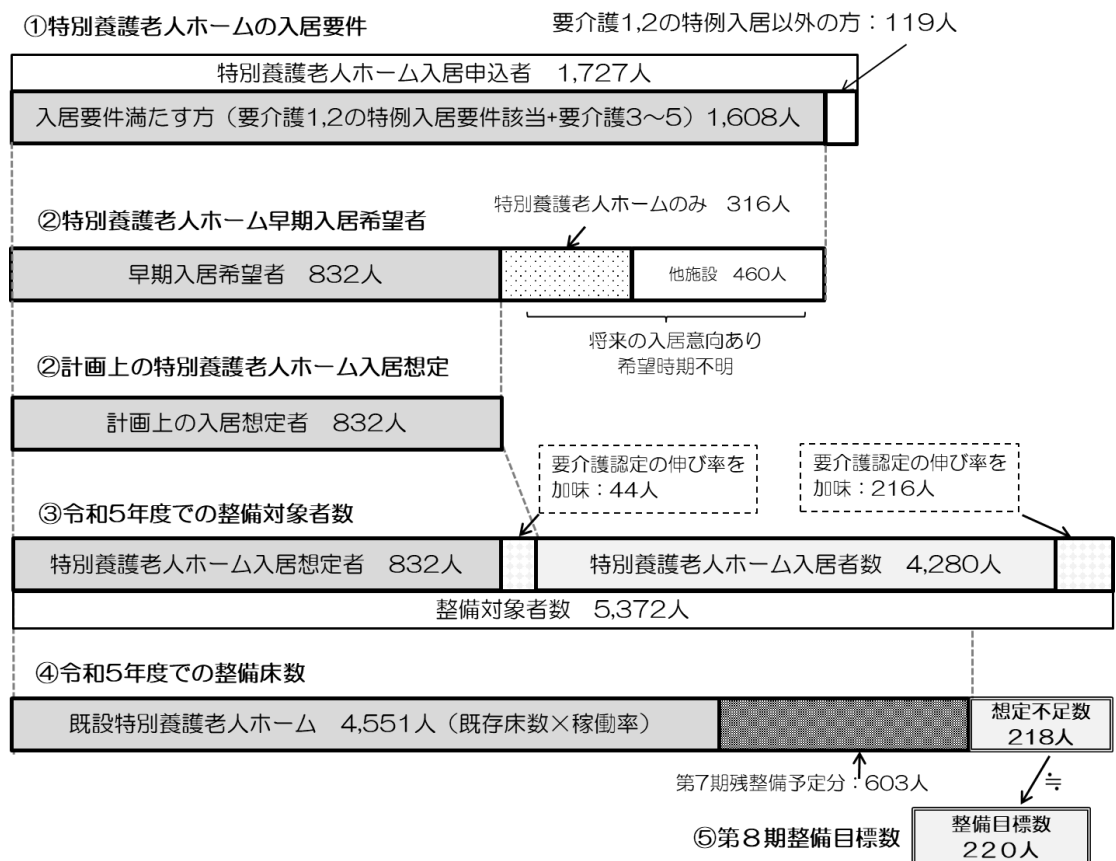 ①特別養護老人ホームの入居要件
要介護1,2の特例入居以外の方：119人
特別養護老人ホーム入居申込者　1,727人
入居要件満たす方（要介護1,2の特例入居要件該当+要介護3～5）1,608人
②特別養護老人ホーム早期入居希望者
特別養護老人ホームのみ　316人
早期入居希望者　832人
他施設　460人
将来の入居意向あり
希望時期不明
②計画上の特別養護老人ホーム入居想定
計画上の入居想定者　832人
要介護認定の伸び率を
加味：44人
要介護認定の伸び率を
加味：216人
③令和5年度での整備対象者数
特別養護老人ホーム入居想定者　832人
特別養護老人ホーム入居者数　4,280人
整備対象者数　5,372人
④令和5年度での整備床数
既設特別養護老人ホーム　4,551人（既存床数×稼働率）
想定不足数
218人
第7期残整備予定分：603人
≒
⑤第８期整備目標数
整備目標数
２２０人